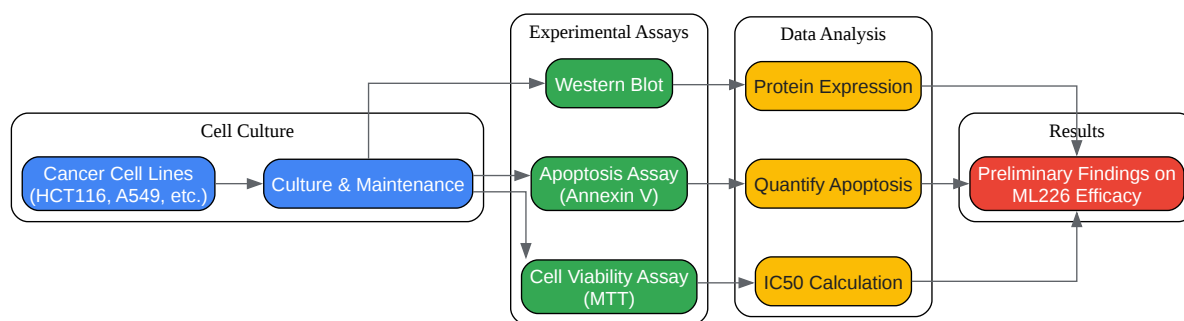 Cell Culture
Cancer Cell Lines
(HCT116, A549, etc.)
Culture & Maintenance
Experimental Assays
Western Blot
Apoptosis Assay
(Annexin V)
Cell Viability Assay
(MTT)
Data Analysis
Protein Expression
Quantify Apoptosis
IC50 Calculation
Results
Preliminary Findings on
ML226 Efficacy